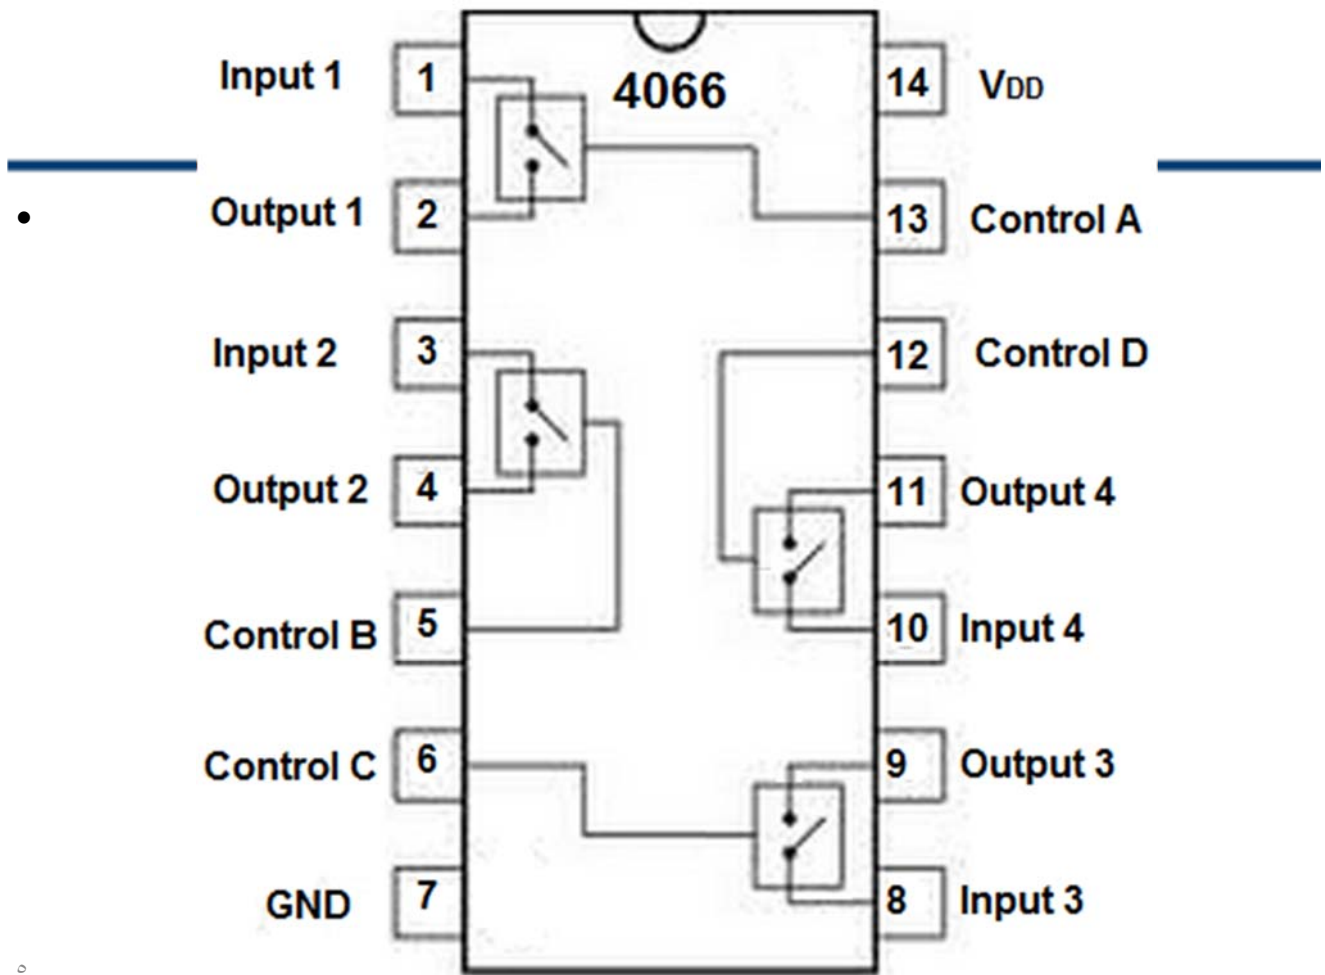 4066
Input 1 1
Output 1 2
Input 2 3
Output 2 4
Control B 5
Control C 6
GND 7
14 VDD
13 Control A
12 Control D
11 Output 4
10 Input 4
9 Output 3
8 Input 3